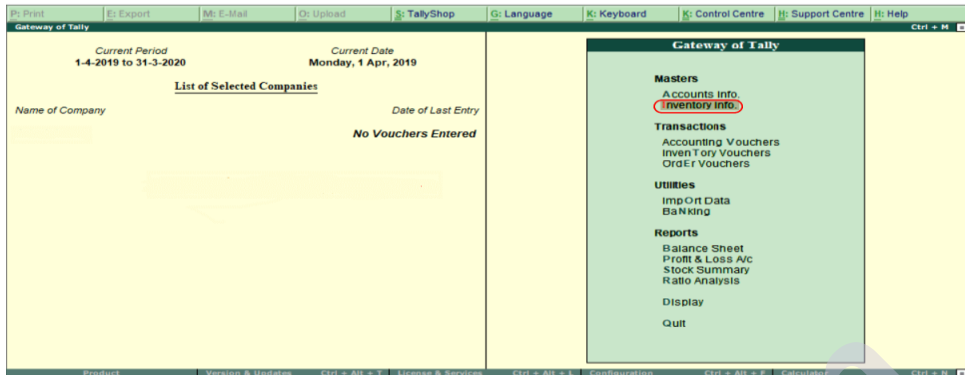 P: Print E: Export M: E-Mail O: Upload S: TallyShop G: Language K: Keyboard K: Control Centre H: Support Centre H: Help
Gateway of Tally Ctrl + M
Current Period Current Date
1-4-2019 to 31-3-2020 Monday, 1 Apr, 2019
List of Selected Companies
Name of Company Date of Last Entry
No Vouchers Entered
Gateway of Tally
Masters
Accounts Info.
Inventory Info.
Transactions
Accounting Vouchers
InvenTory Vouchers
OrdEr Vouchers
Utilities
ImpOrt Data
BaNking
Reports
Balance Sheet
Profit & Loss A/c
Stock Summary
Ratio Analysis
Display
Quit
Product Version & Updates Ctrl + Alt + T License & Services Ctrl + Alt + L Configuration Ctrl + Alt + F Calculator Ctrl + N